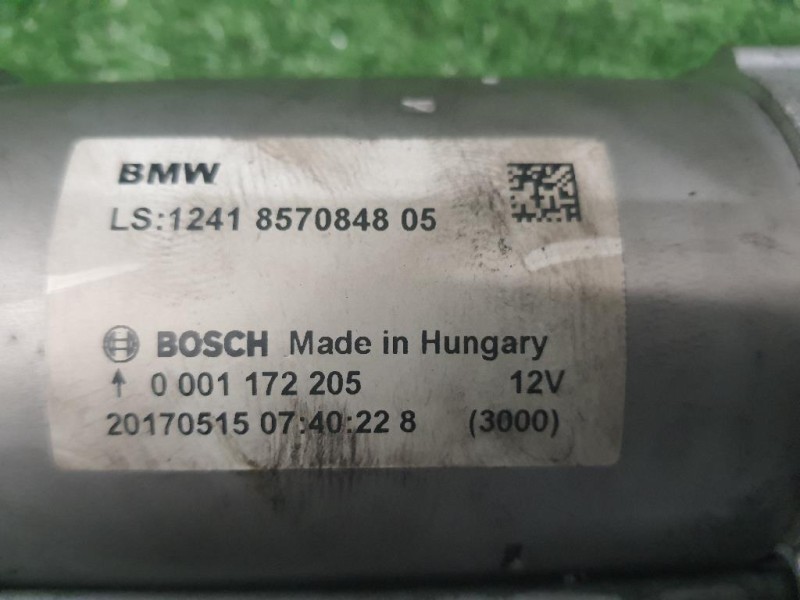 BMW
LS:1241 8570848 05
BOSCH Made in Hungary
↑ 0 001 172 205 12V
20170515 07:40:22 8 (3000)